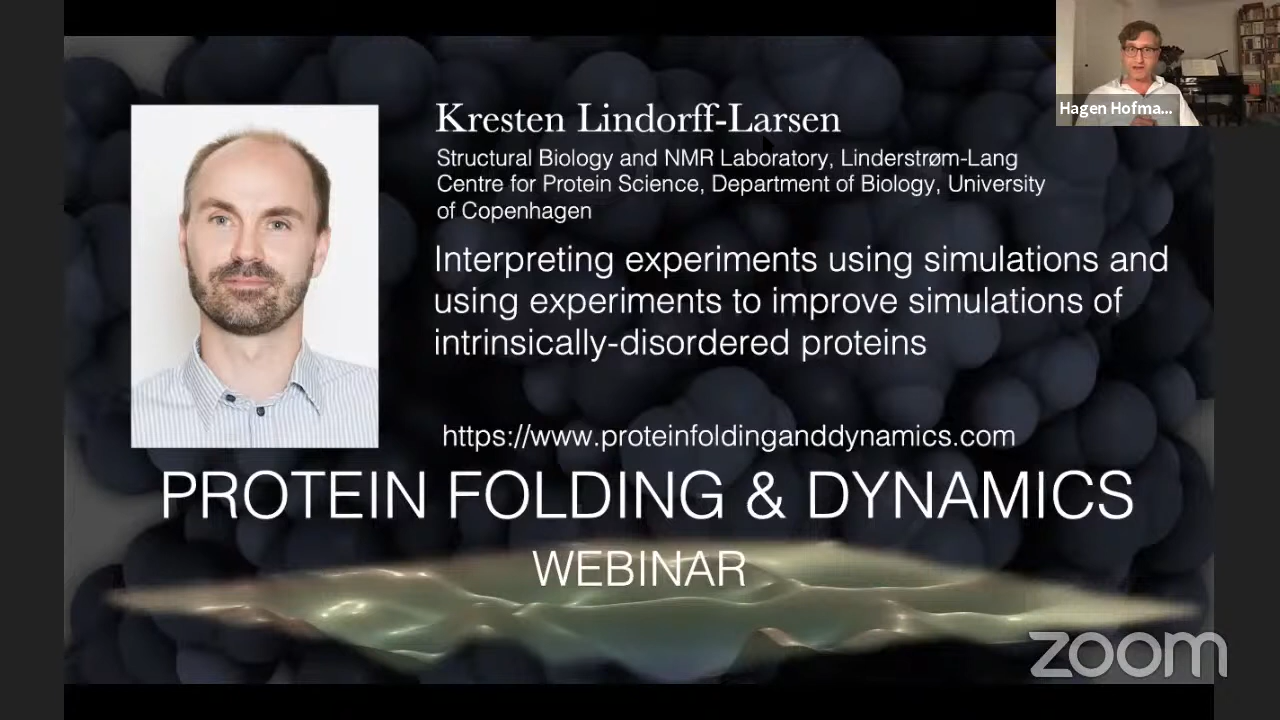 Kresten Lindorff-Larsen
Structural Biology and NMR Laboratory, Linderstrøm-Lang
Centre for Protein Science, Department of Biology, University
of Copenhagen
Interpreting experiments using simulations and
using experiments to improve simulations of
intrinsically-disordered proteins
https://www.proteinfoldinganddynamics.com
PROTEIN FOLDING & DYNAMICS
WEBINAR
Hagen Hofma...
zoom